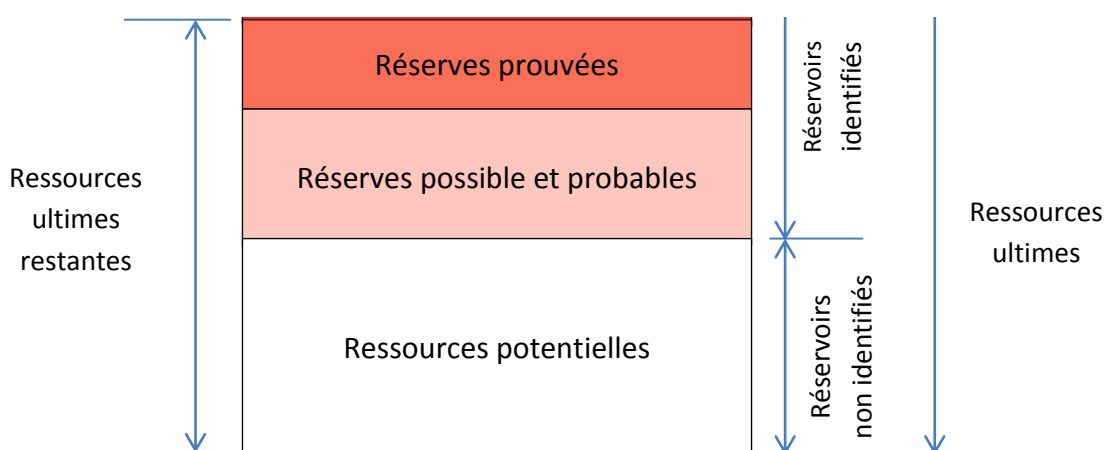 Réserves prouvées
Réserves possible et probables
Ressources potentielles
Ressources
ultimes
restantes
Réservoirs
identifiés
Réservoirs
non identifiés
Ressources
ultimes